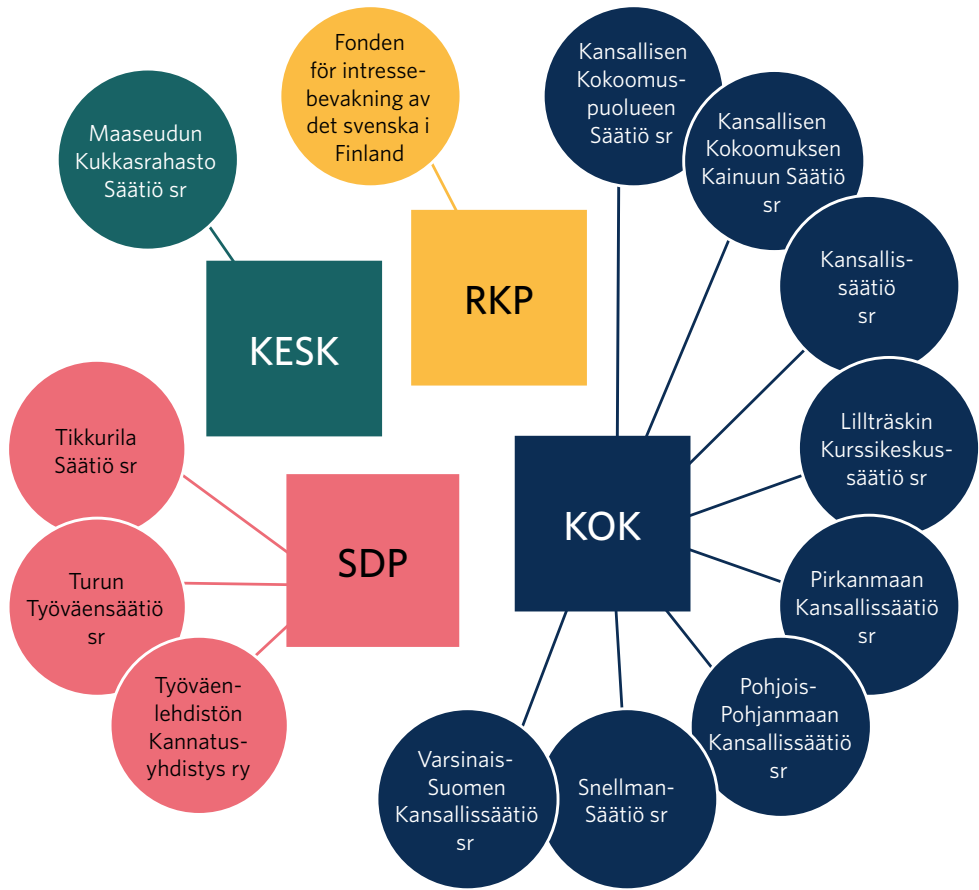 Fonden
för intresse-
bevakning av
det svenska i
Finland
Maaseudun
Kukkasrahasto
Säätiö sr
KESK
RKP
Kansallisen
Kokoomus-
puolueen
Säätiö sr
Kansallisen
Kokoomuksen
Kainuun Säätiö
sr
Kansallis-
säätiö
sr
Lillträskin
Kurssikeskus-
säätiö sr
Pirkanmaan
Kansallissäätiö
sr
Pohjois-
Pohjanmaan
Kansallissäätiö
sr
Snellman-
Säätiö sr
Varsinais-
Suomen
Kansallissäätiö
sr
KOK
Tikkurila
Säätiö sr
Turun
Työväensäätiö
sr
Työväen-
lehdistön
Kannatus-
yhdistys ry
SDP